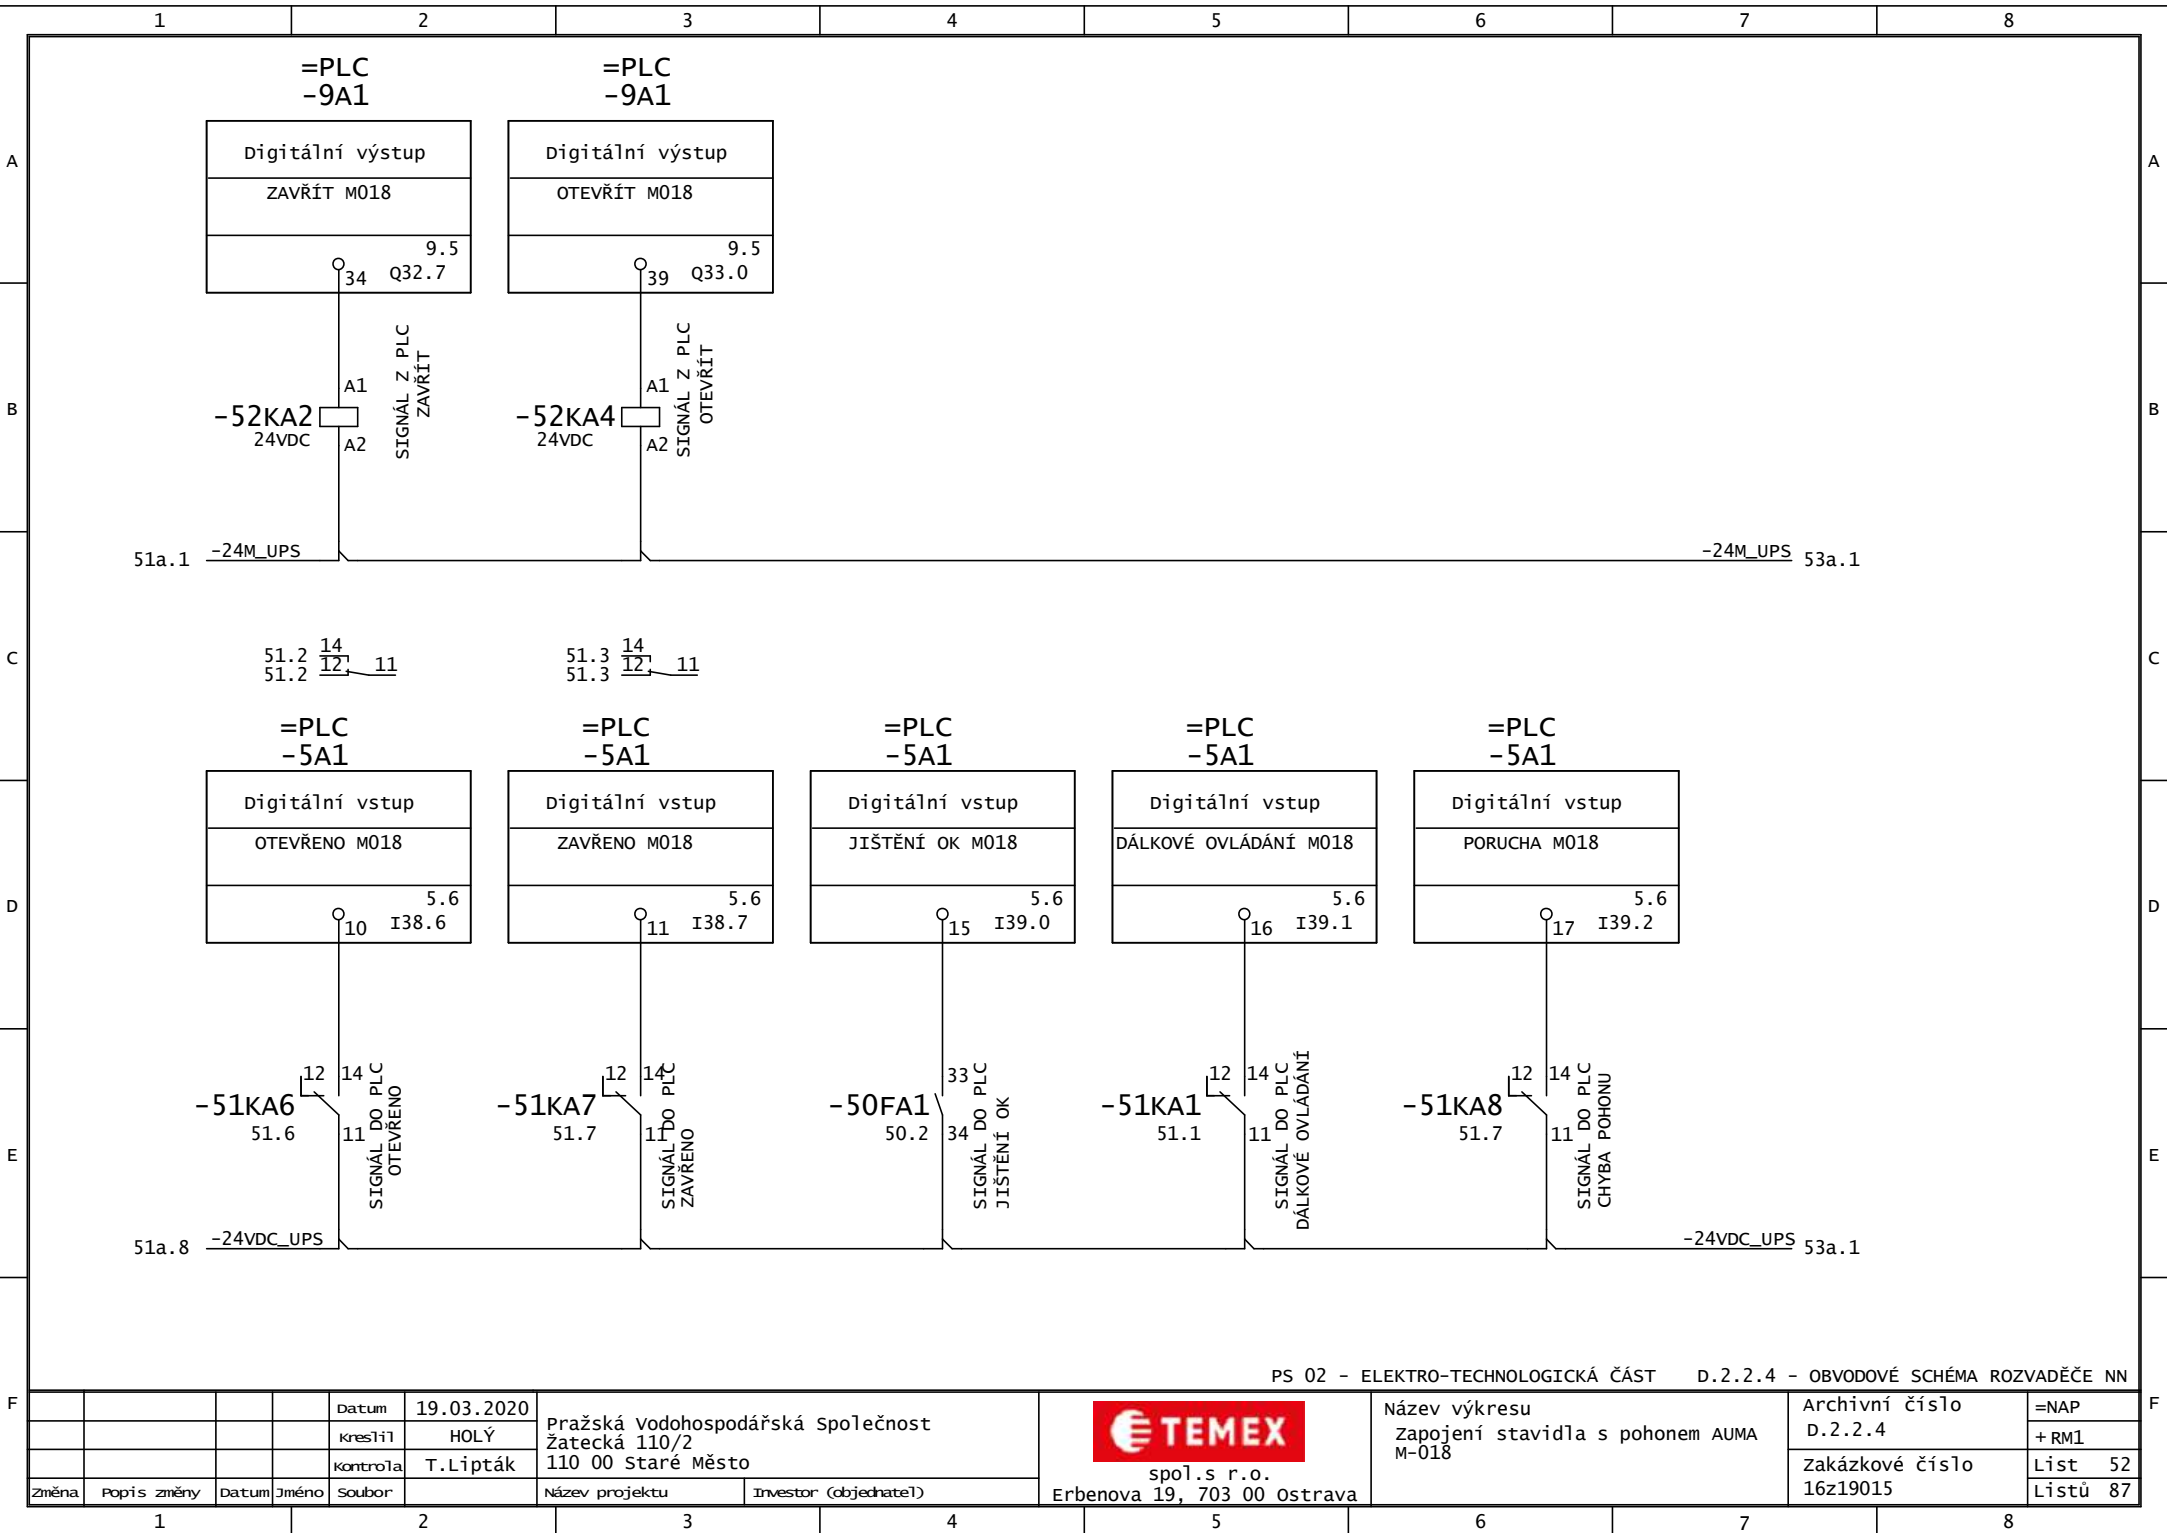 1 2 3 4 5 6 7 8
=PLC
-9A1
Digitální výstup
ZAVŘÍT M018
9.5
34 Q32.7
=PLC
-9A1
Digitální výstup
OTEVŘÍT M018
9.5
39 Q33.0
A A
A1
-52KA2
24VDC
A2
SIGNÁL Z PLC
ZAVŘÍT
A1
-52KA4
24VDC
A2
SIGNÁL Z PLC
OTEVŘÍT
B B
51a.1 -24M_UPS -24M_UPS 53a.1
51.2 14
51.2 12 11
51.3 14
51.3 12 11
C C
=PLC
-5A1
Digitální vstup
OTEVŘENO M018
5.6
10 I38.6
=PLC
-5A1
Digitální vstup
ZAVŘENO M018
5.6
11 I38.7
=PLC
-5A1
Digitální vstup
JIŠTĚNÍ OK M018
5.6
15 I39.0
=PLC
-5A1
Digitální vstup
DÁLKOVÉ OVLÁDÁNÍ M018
5.6
16 I39.1
=PLC
-5A1
Digitální vstup
PORUCHA M018
5.6
17 I39.2
D D
12 14
-51KA6
51.6 11
SIGNÁL DO PLC
OTEVŘENO
12 14
-51KA7
51.7 11
SIGNÁL DO PLC
ZAVŘENO
33
-50FA1
50.2 34
SIGNÁL DO PLC
JIŠTĚNÍ OK
12 14
-51KA1
51.1 11
SIGNÁL DO PLC
DÁLKOVÉ OVLÁDÁNÍ
12 14
-51KA8
51.7 11
SIGNÁL DO PLC
CHYBA POHONU
E E
51a.8 -24VDC_UPS -24VDC_UPS 53a.1
PS 02 - ELEKTRO-TECHNOLOGICKÁ ČÁST D.2.2.4 - OBVODOVÉ SCHÉMA ROZVADĚČE NN
F F
Datum 19.03.2020
Kreslil HOLÝ
Kontrola T.Lipták
Změna Popis změny Datum Jméno Soubor
Pražská Vodohospodářská Společnost
Žatecká 110/2
110 00 Staré Město
Název projektu Investor (objednatel)
TEMEX
spol.s r.o.
Erbenova 19, 703 00 Ostrava
Název výkresu
Zapojení stavidla s pohonem AUMA
M-018
Archivní číslo
D.2.2.4
Zakázkové číslo
16z19015
=NAP
+RM1
List 52
Listů 87
1 2 3 4 5 6 7 8